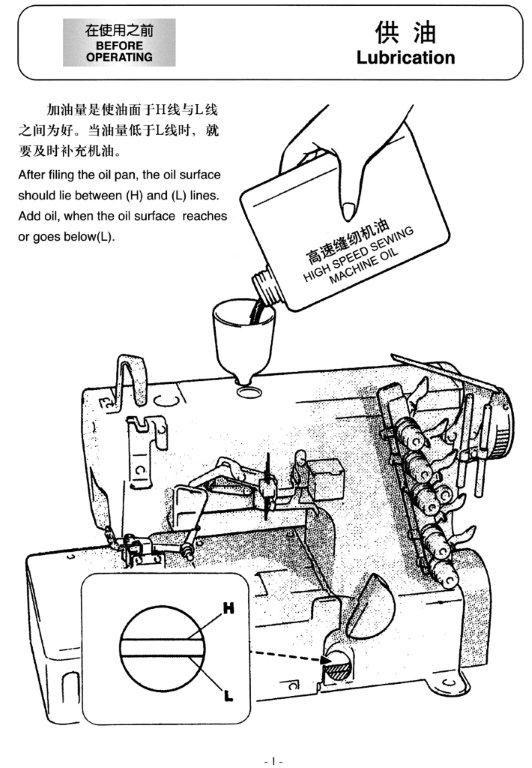 在使用之前
BEFORE
OPERATING
供 油
Lubrication
加油量是使油面于H线与L线
之间为好。当油量低于L线时，就
要及时补充机油。
After filing the oil pan, the oil surface
should lie between (H) and (L) lines.
Add oil, when the oil surface reaches
or goes below(L).
高速缝纫机油
HIGH SPEED SEWING
MACHINE OIL
H
L
- 1 -